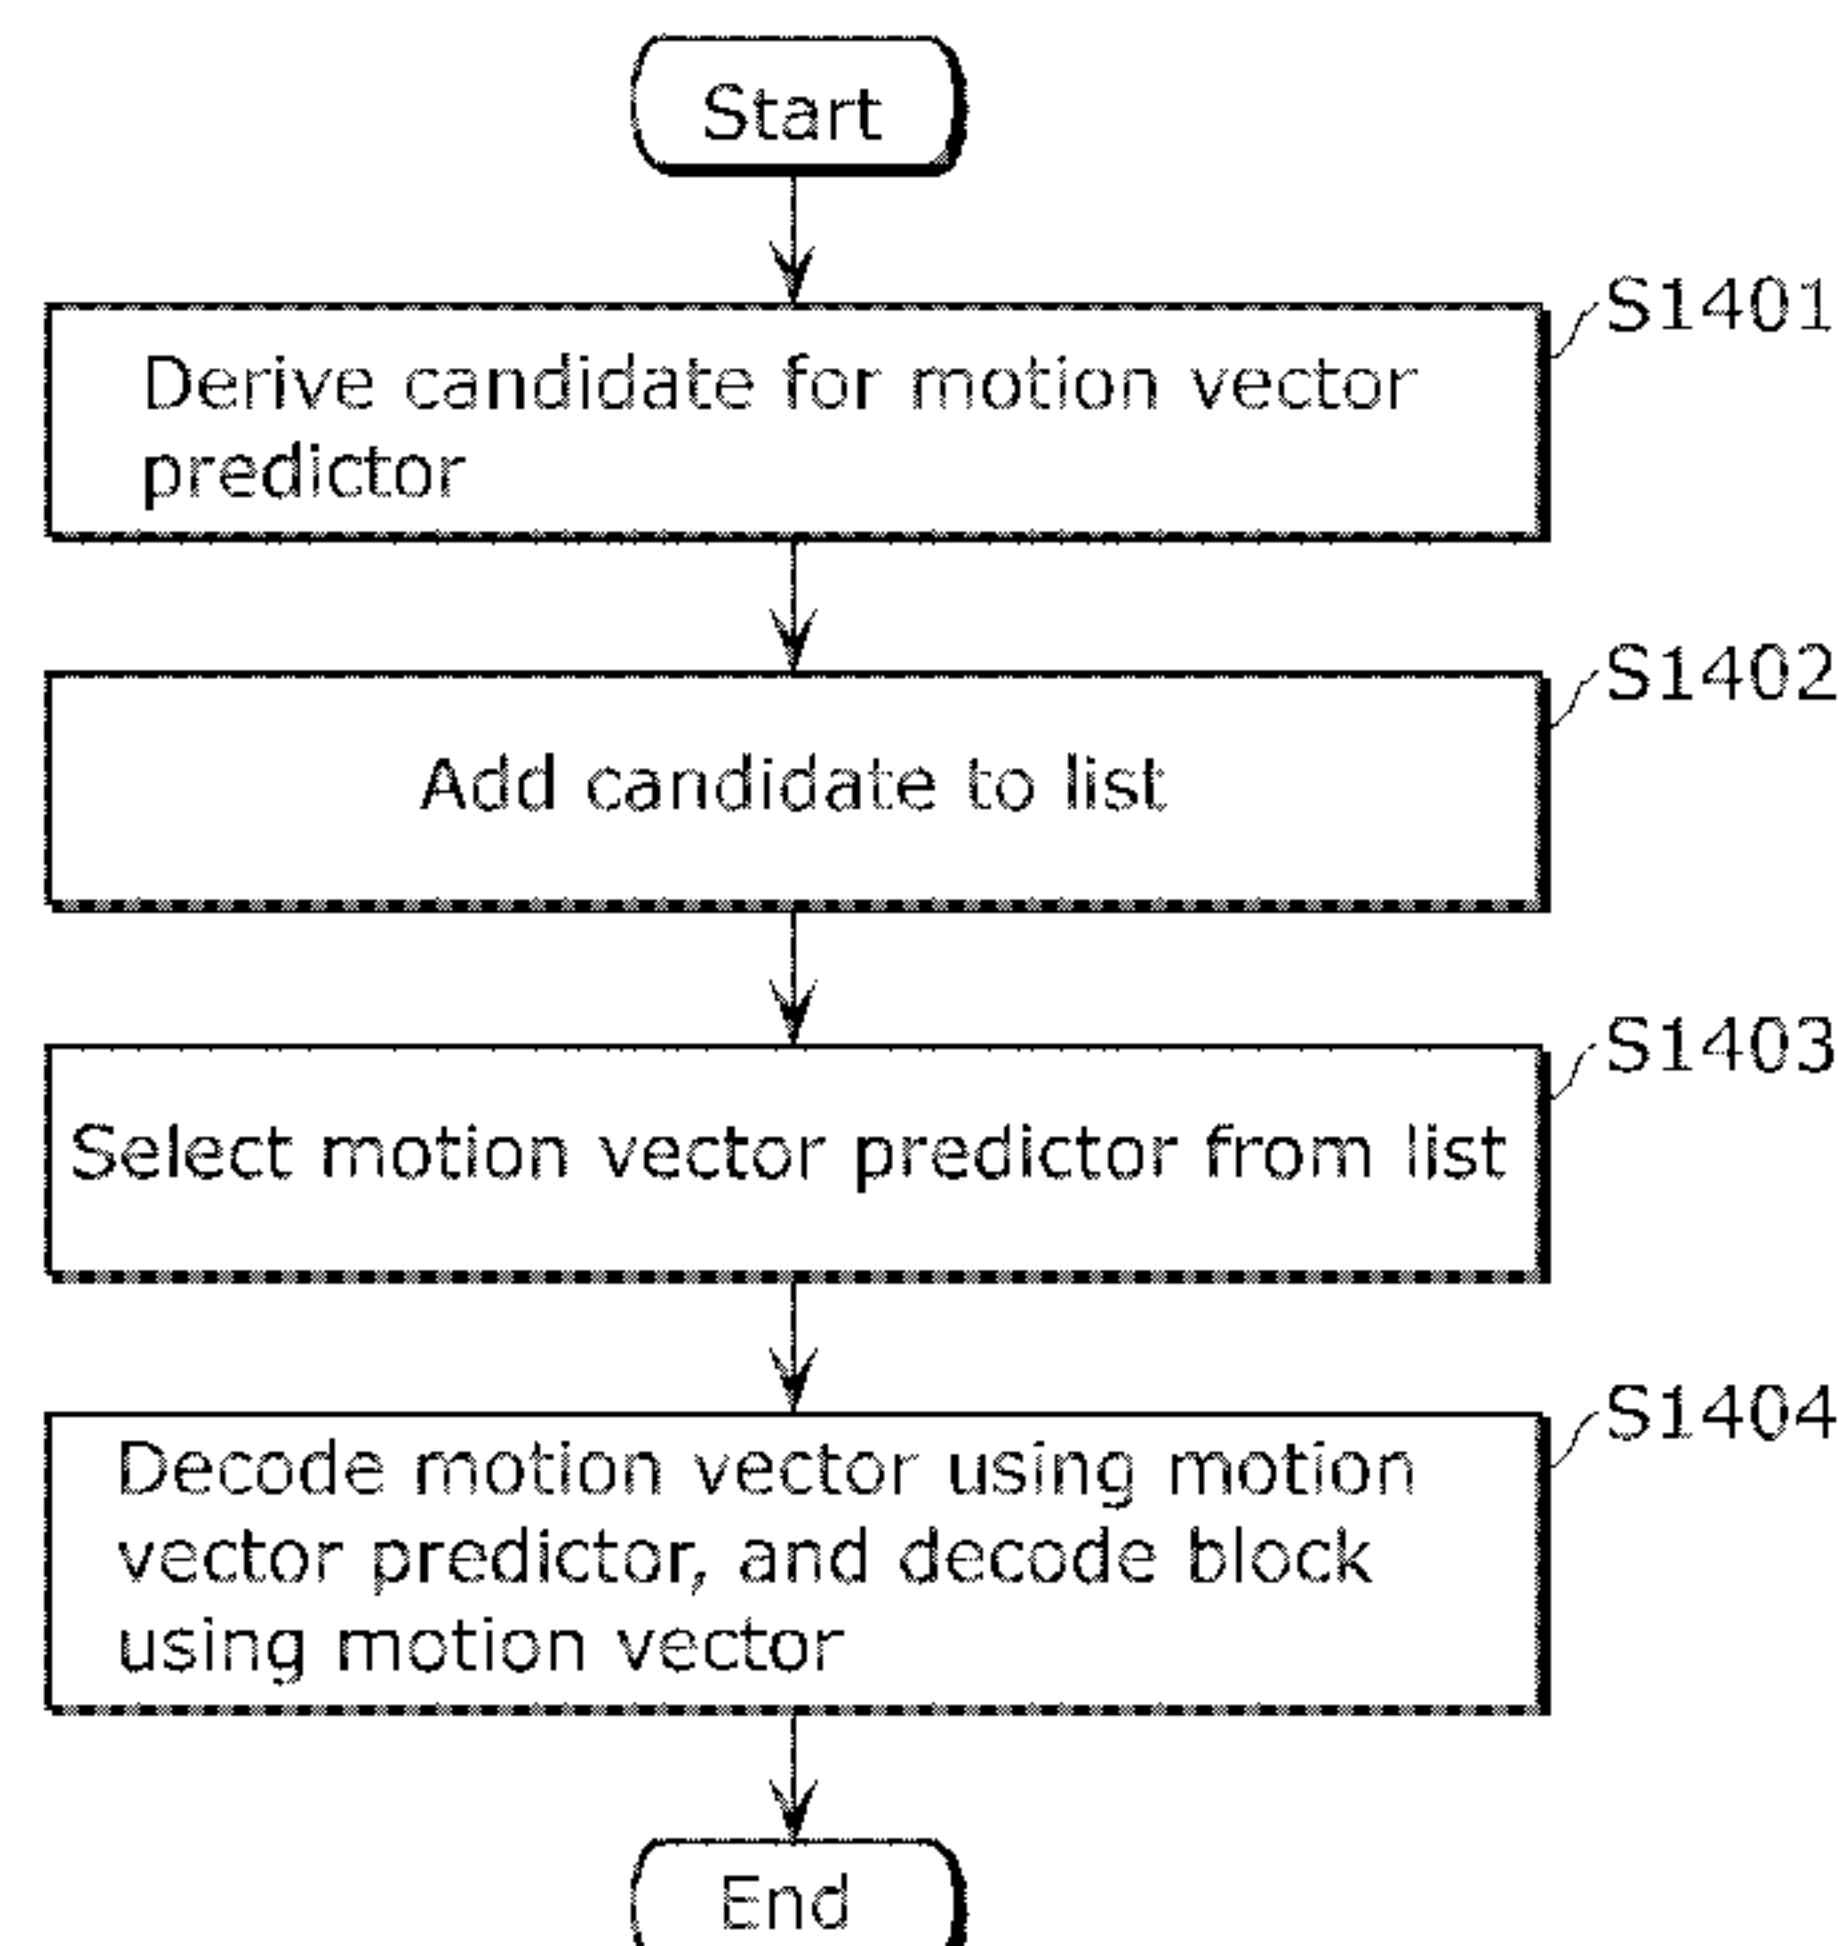 Start
S1401
Derive candidate for motion vector
predictor
S1402
Add candidate to list
S1403
Select motion vector predictor from list
S1404
Decode motion vector using motion
vector predictor, and decode block
using motion vector
End